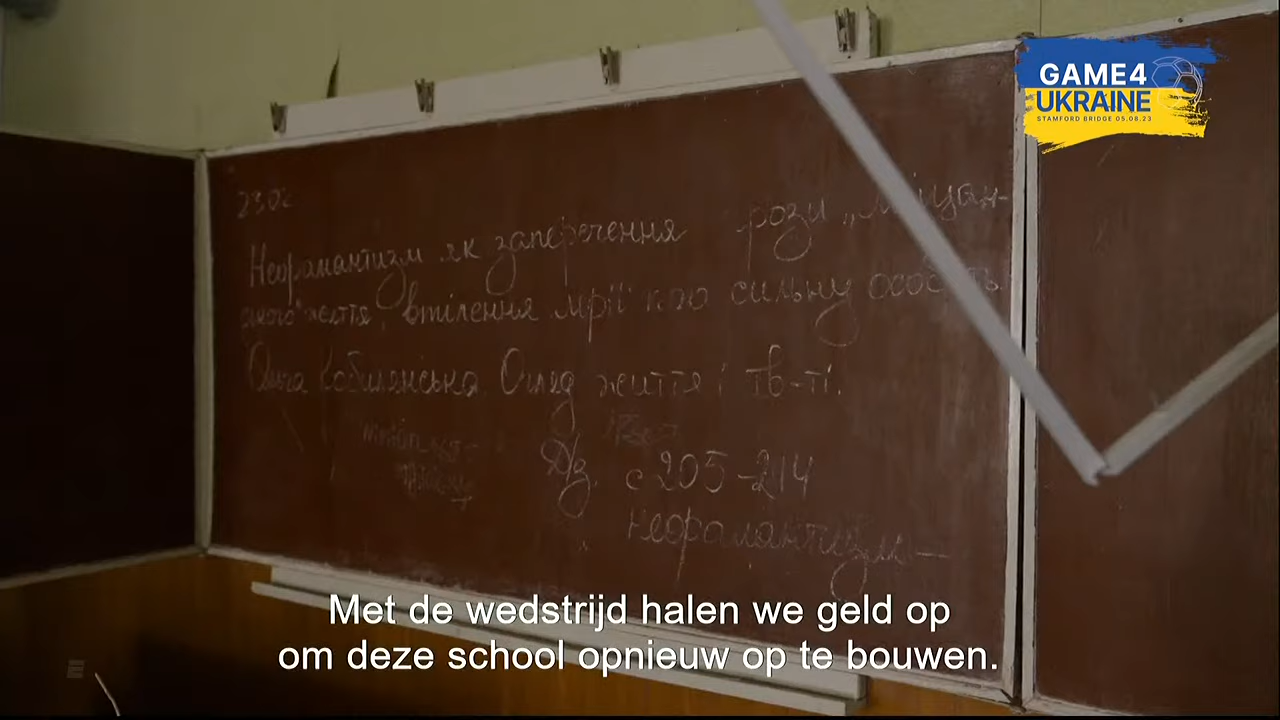 GAME4
UKRAINE
STAMFORD BRIDGE 05.08.23
23.02
Неоромантизм як заперечення прози „міщан-
ського" життя, втілення мрії про сильну
Ольга Кобилянська. Огляд життя і тв-ті.
Д/з. с 205-214
неоромантизм —
Met de wedstrijd halen we geld op
om deze school opnieuw op te bouwen.